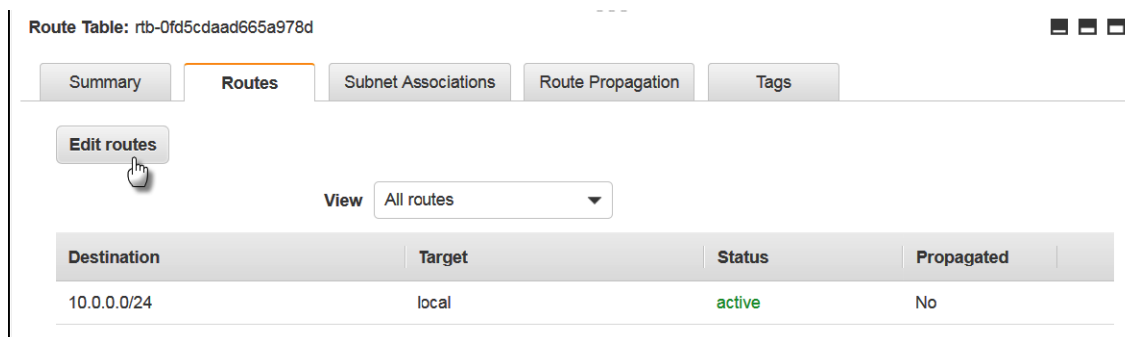 Route Table: rtb-0fd5cdaad665a978d
Summary Routes Subnet Associations Route Propagation Tags
Edit routes
View All routes
Destination Target Status Propagated
10.0.0.0/24 local active No